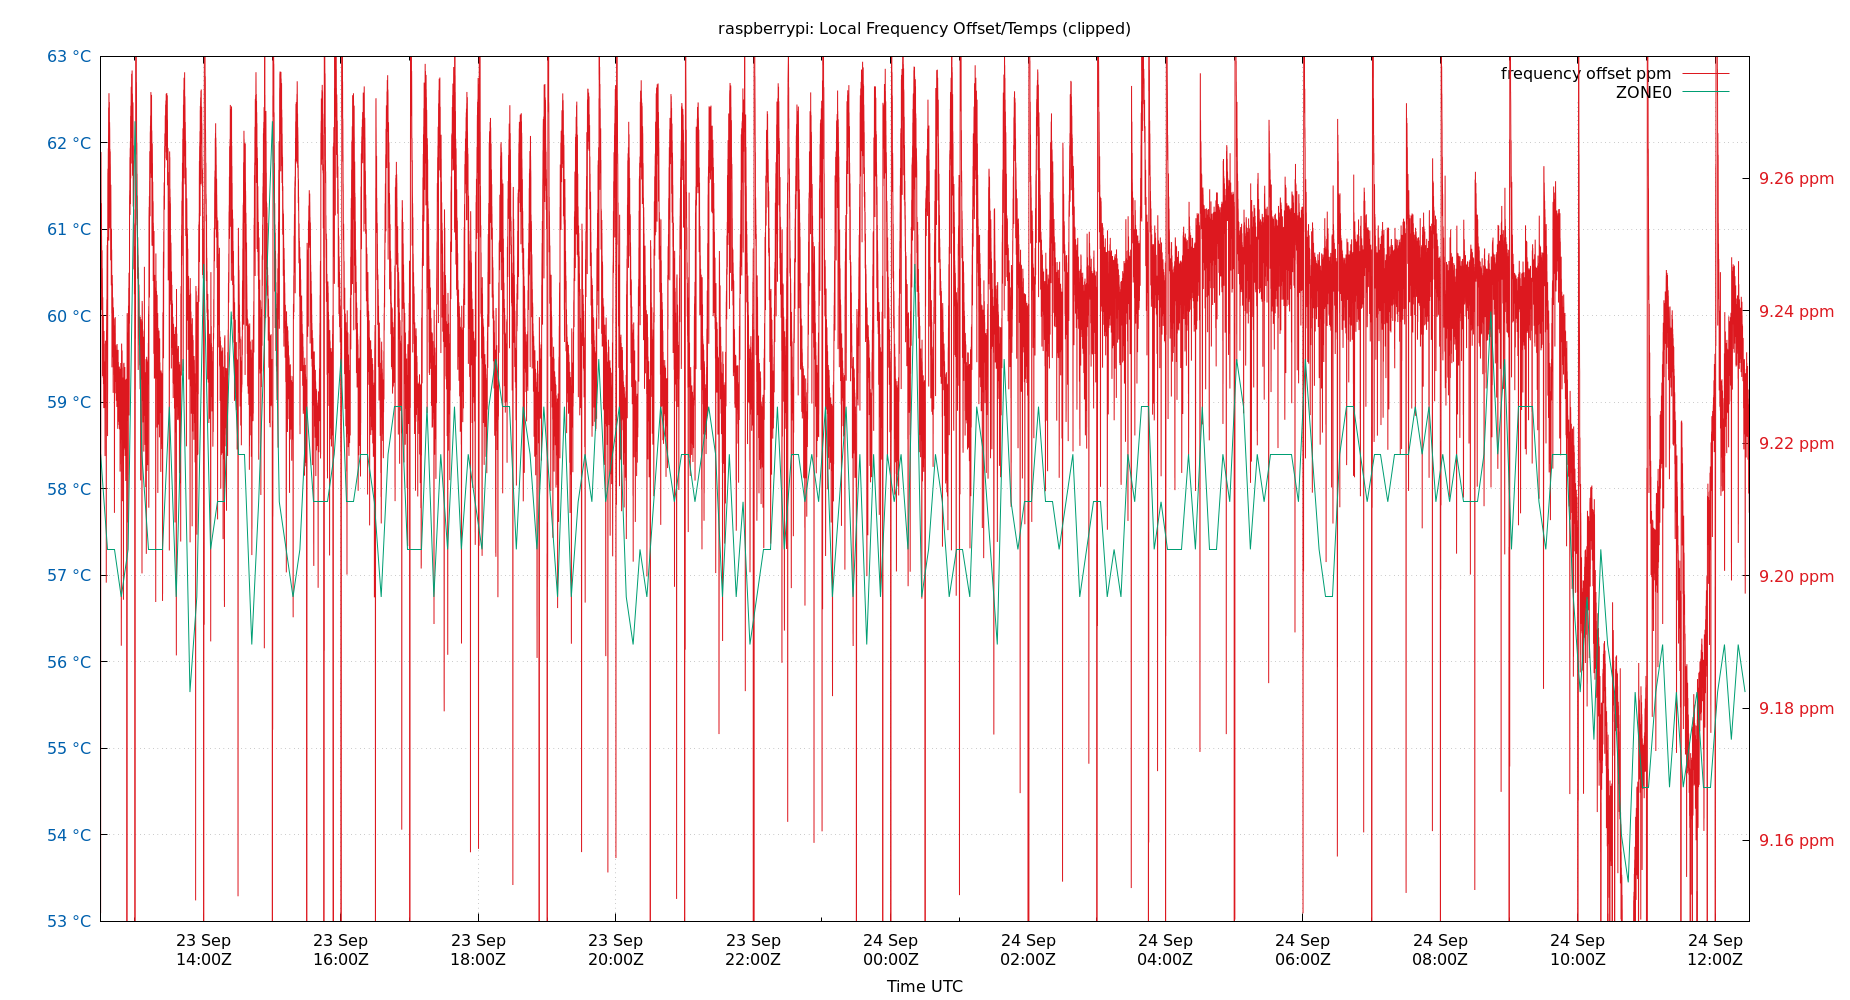 raspberrypi: Local Frequency Offset/Temps (clipped)
frequency offset ppm
ZONE0
63 °C
62 °C
61 °C
60 °C
59 °C
58 °C
57 °C
56 °C
55 °C
54 °C
53 °C
9.26 ppm
9.24 ppm
9.22 ppm
9.20 ppm
9.18 ppm
9.16 ppm
23 Sep 23 Sep 23 Sep 23 Sep 23 Sep 24 Sep 24 Sep 24 Sep 24 Sep 24 Sep 24 Sep 24 Sep
14:00Z 16:00Z 18:00Z 20:00Z 22:00Z 00:00Z 02:00Z 04:00Z 06:00Z 08:00Z 10:00Z 12:00Z
Time UTC